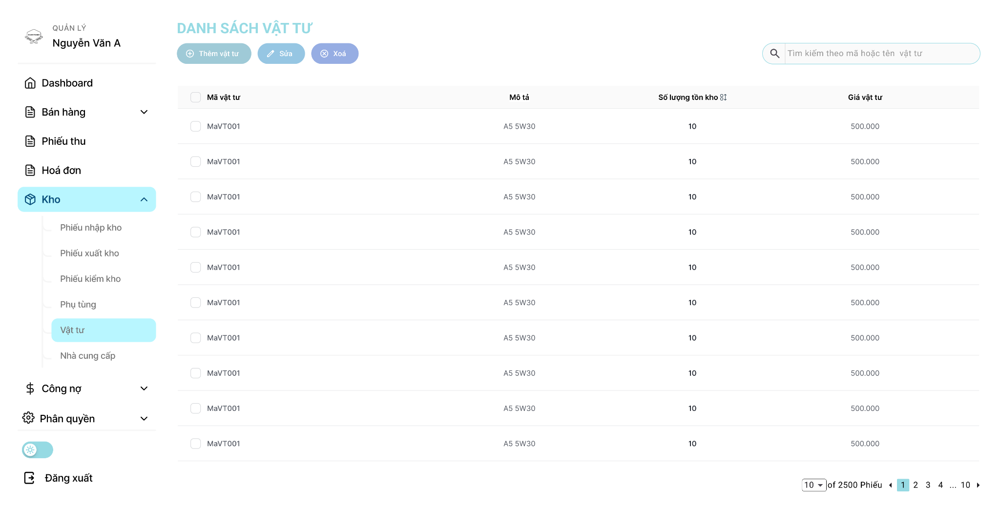 QUẢN LÝ
Nguyễn Văn A
Dashboard
Bán hàng
Phiếu thu
Hoá đơn
Kho
Phiếu nhập kho
Phiếu xuất kho
Phiếu kiểm kho
Phụ tùng
Vật tư
Nhà cung cấp
Công nợ
Phân quyền
Đăng xuất
DANH SÁCH VẬT TƯ
Thêm vật tư Sửa Xoá
Tìm kiếm theo mã hoặc tên vật tư
Mã vật tư Mô tả Số lượng tồn kho Giá vật tư
MaVT001 A5 5W30 10 500.000
MaVT001 A5 5W30 10 500.000
MaVT001 A5 5W30 10 500.000
MaVT001 A5 5W30 10 500.000
MaVT001 A5 5W30 10 500.000
MaVT001 A5 5W30 10 500.000
MaVT001 A5 5W30 10 500.000
MaVT001 A5 5W30 10 500.000
MaVT001 A5 5W30 10 500.000
MaVT001 A5 5W30 10 500.000
10 of 2500 Phiếu 1 2 3 4 ... 10